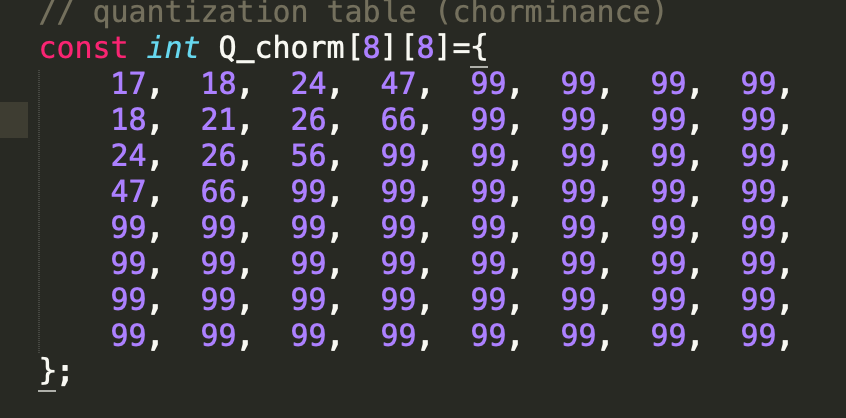 // quantization table (chorminance)
const int Q_chorm[8][8]={
17, 18, 24, 47, 99, 99, 99, 99,
18, 21, 26, 66, 99, 99, 99, 99,
24, 26, 56, 99, 99, 99, 99, 99,
47, 66, 99, 99, 99, 99, 99, 99,
99, 99, 99, 99, 99, 99, 99, 99,
99, 99, 99, 99, 99, 99, 99, 99,
99, 99, 99, 99, 99, 99, 99, 99,
99, 99, 99, 99, 99, 99, 99, 99,
};